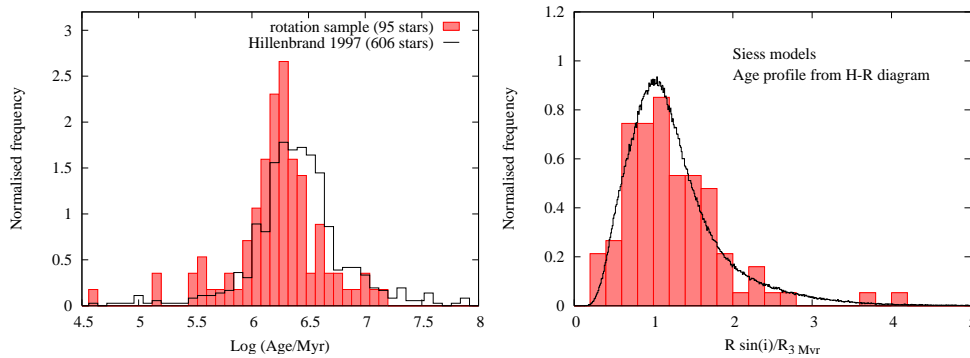 3
2.5
2
1.5
1
0.5
0
4.5 5 5.5 6 6.5 7 7.5 8
Normalised frequency
Log (Age/Myr)
rotation sample (95 stars)
Hillenbrand 1997 (606 stars)
1.2
1
0.8
0.6
0.4
0.2
0
0 1 2 3 4
Normalised frequency
R sin(i)/R3 Myr
Siess models
Age profile from H-R diagram